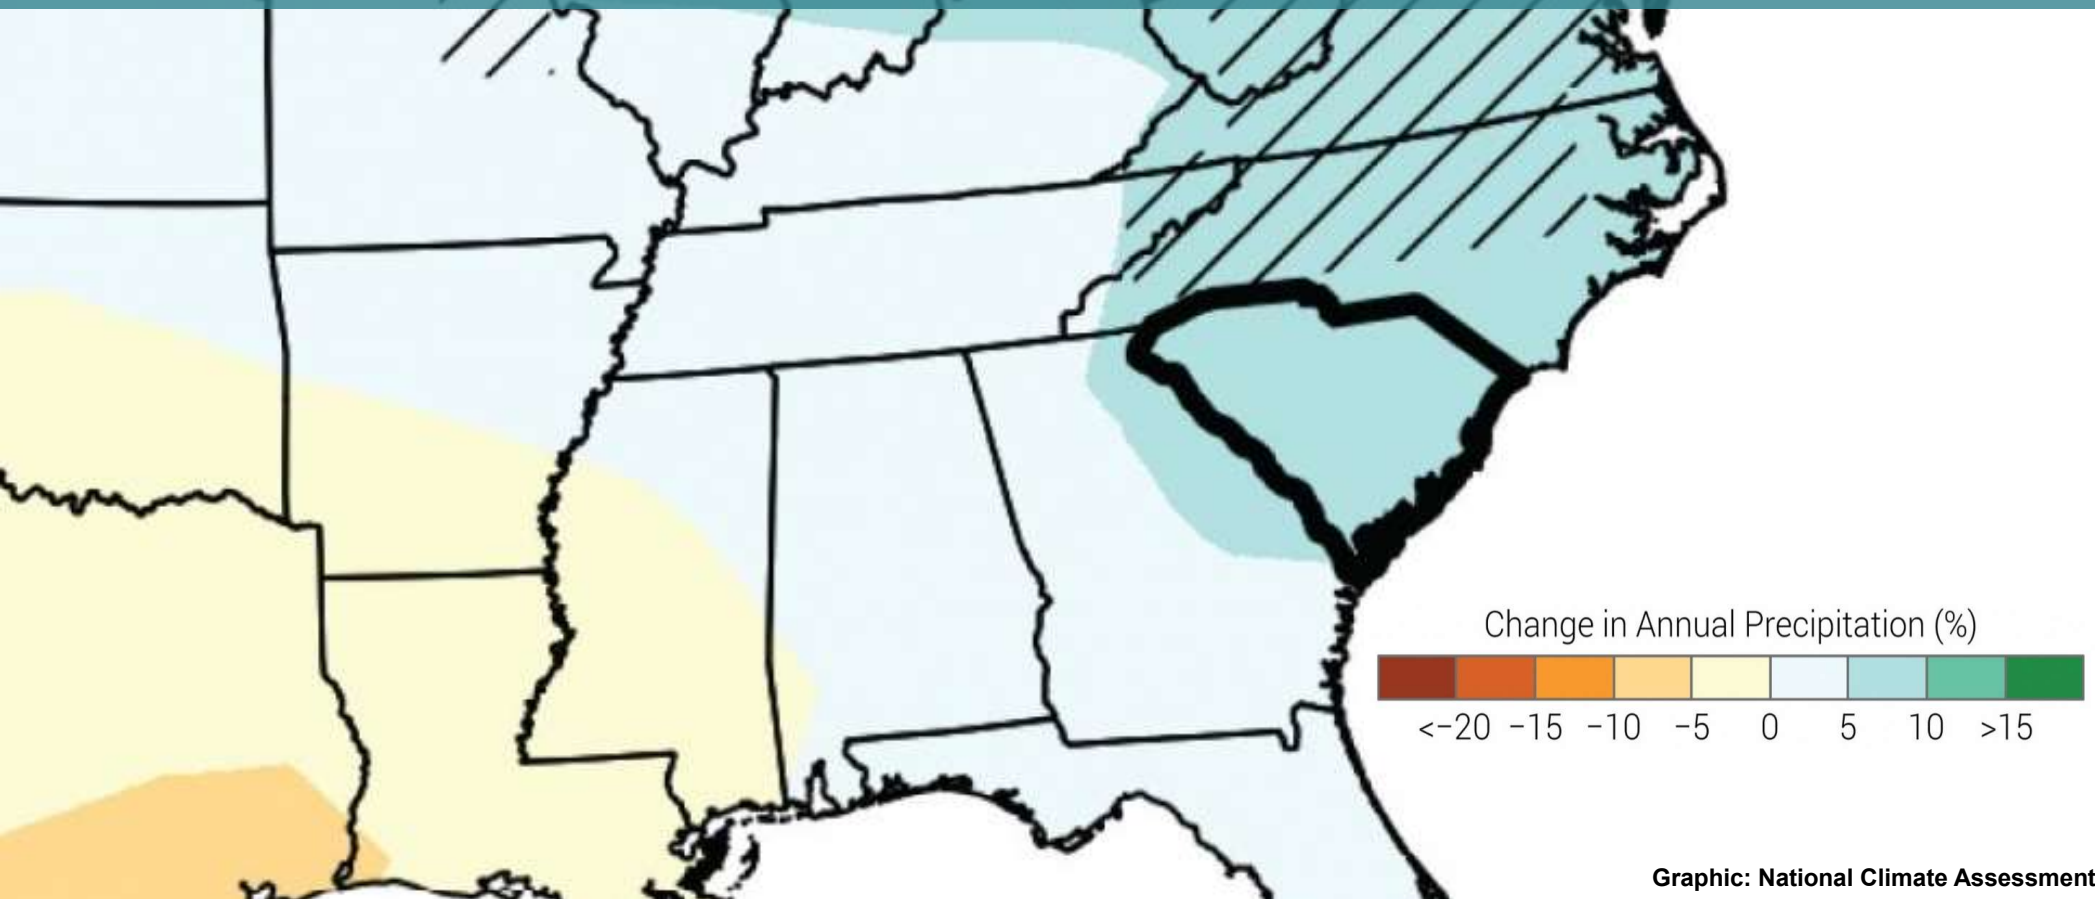 Change in Annual Precipitation (%)
<−20 −15 −10 −5 0 5 10 >15
Graphic: National Climate Assessment